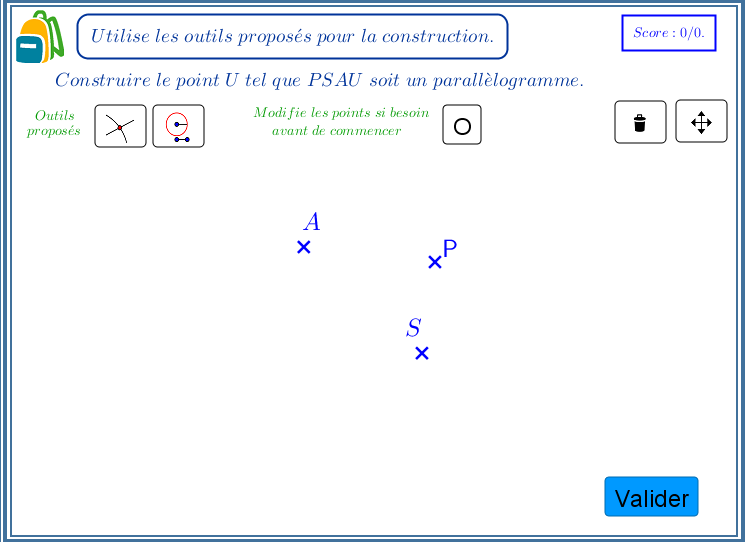 Utilise les outils proposés pour la construction.
Score : 0/0.
Construire le point U tel que PSAU soit un parallèlogramme.
Outils
proposés
Modifie les points si besoin
avant de commencer
A
P
S
Valider